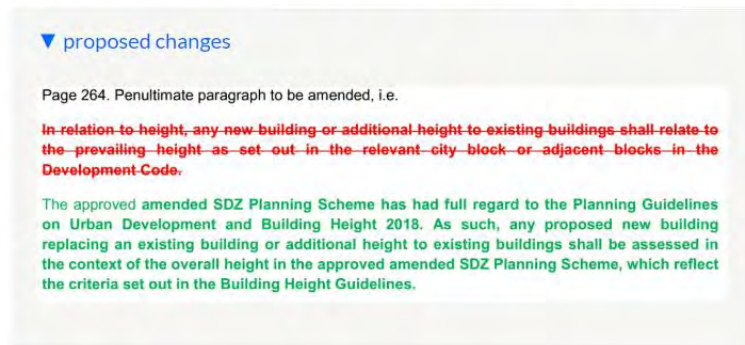 ▼ proposed changes
Page 264. Penultimate paragraph to be amended, i.e.
In relation to height, any new building or additional height to existing buildings shall relate to
the prevailing height as set out in the relevant city block or adjacent blocks in the
Development Code.
The approved amended SDZ Planning Scheme has had full regard to the Planning Guidelines
on Urban Development and Building Height 2018. As such, any proposed new building
replacing an existing building or additional height to existing buildings shall be assessed in
the context of the overall height in the approved amended SDZ Planning Scheme, which reflect
the criteria set out in the Building Height Guidelines.